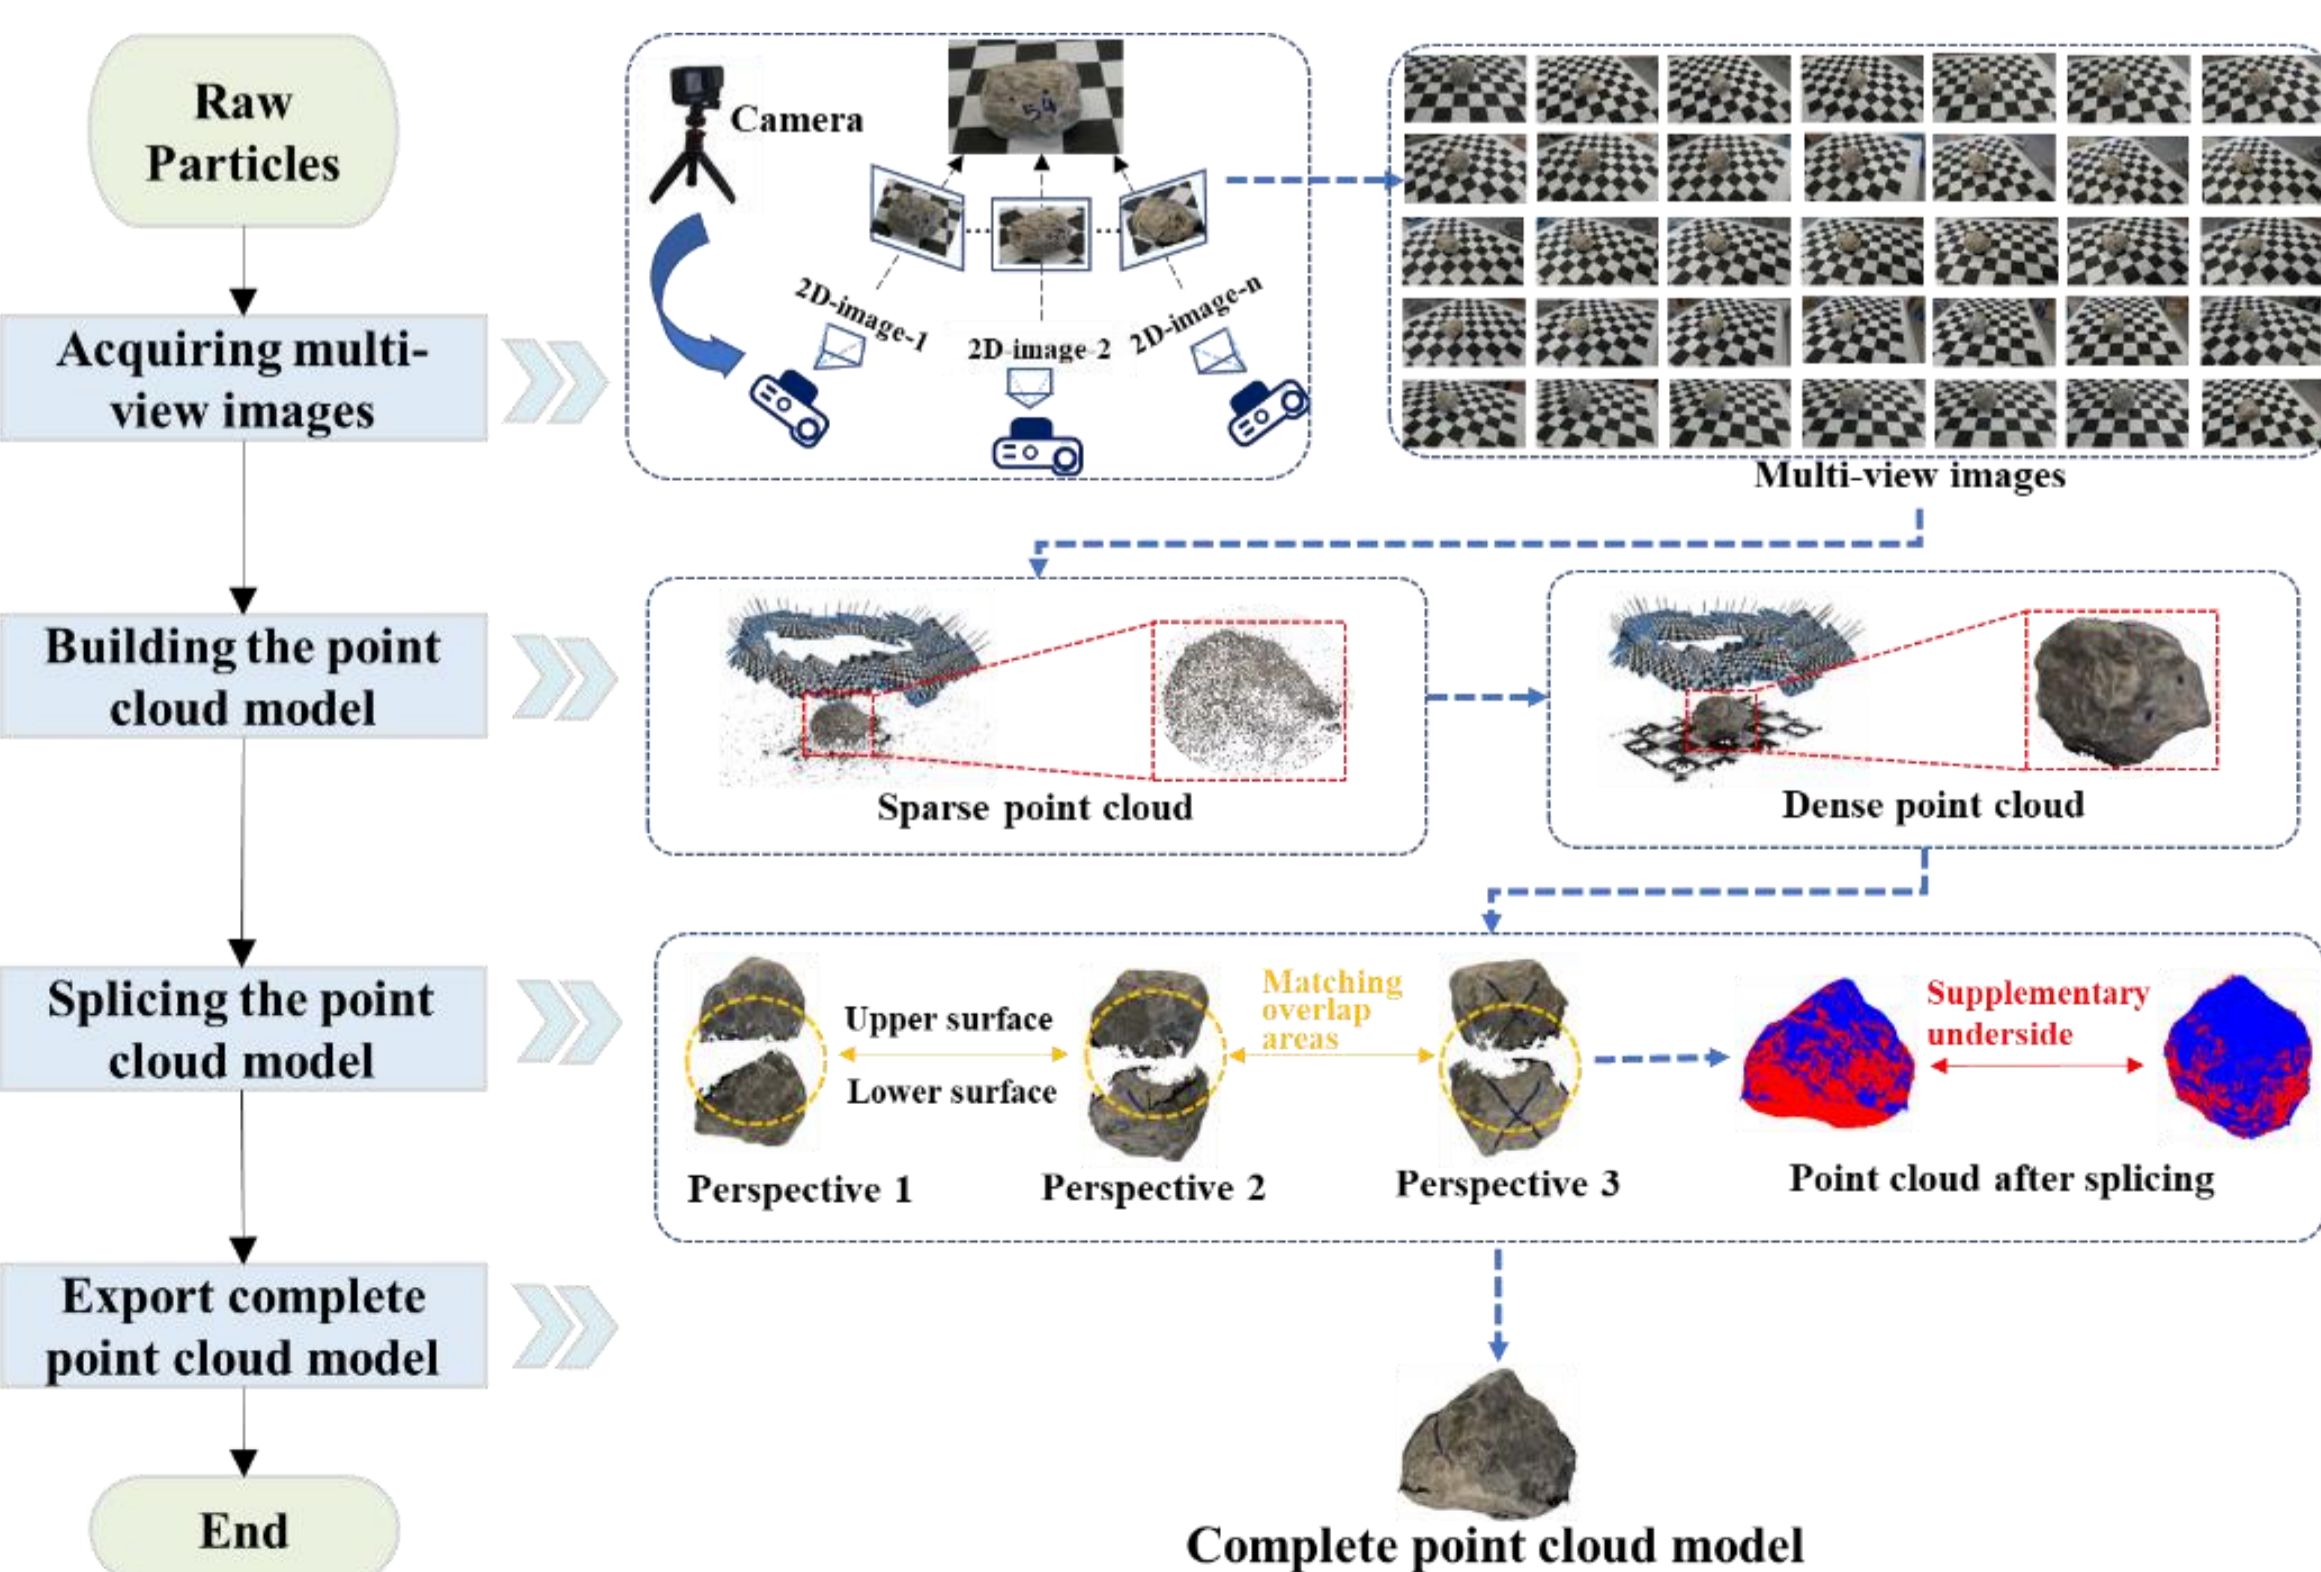 Raw
Particles
Acquiring multi-
view images
Building the point
cloud model
Splicing the point
cloud model
Export complete
point cloud model
End
Camera
54
2D-image-1
2D-image-2
2D-image-n
Multi-view images
Sparse point cloud
Dense point cloud
Upper surface
Lower surface
Matching
overlap
areas
Supplementary
underside
Perspective 1
Perspective 2
Perspective 3
Point cloud after splicing
Complete point cloud model